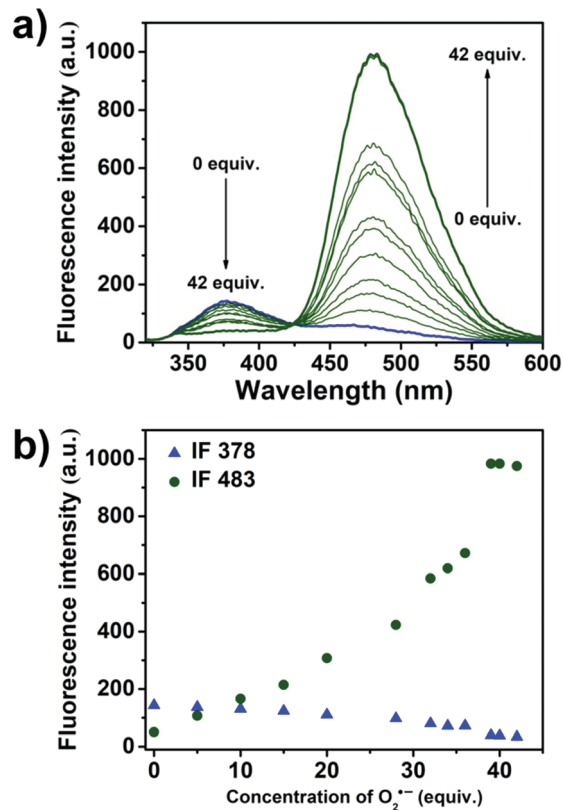 a)
Fluorescence intensity (a.u.)
1000
800
600
400
200
0
0 equiv.
42 equiv.
42 equiv.
0 equiv.
350 400 450 500 550 600
Wavelength (nm)
b)
Fluorescence intensity (a.u.)
1000
800
600
400
200
0
IF 378
IF 483
0 10 20 30 40
Concentration of O₂•− (equiv.)